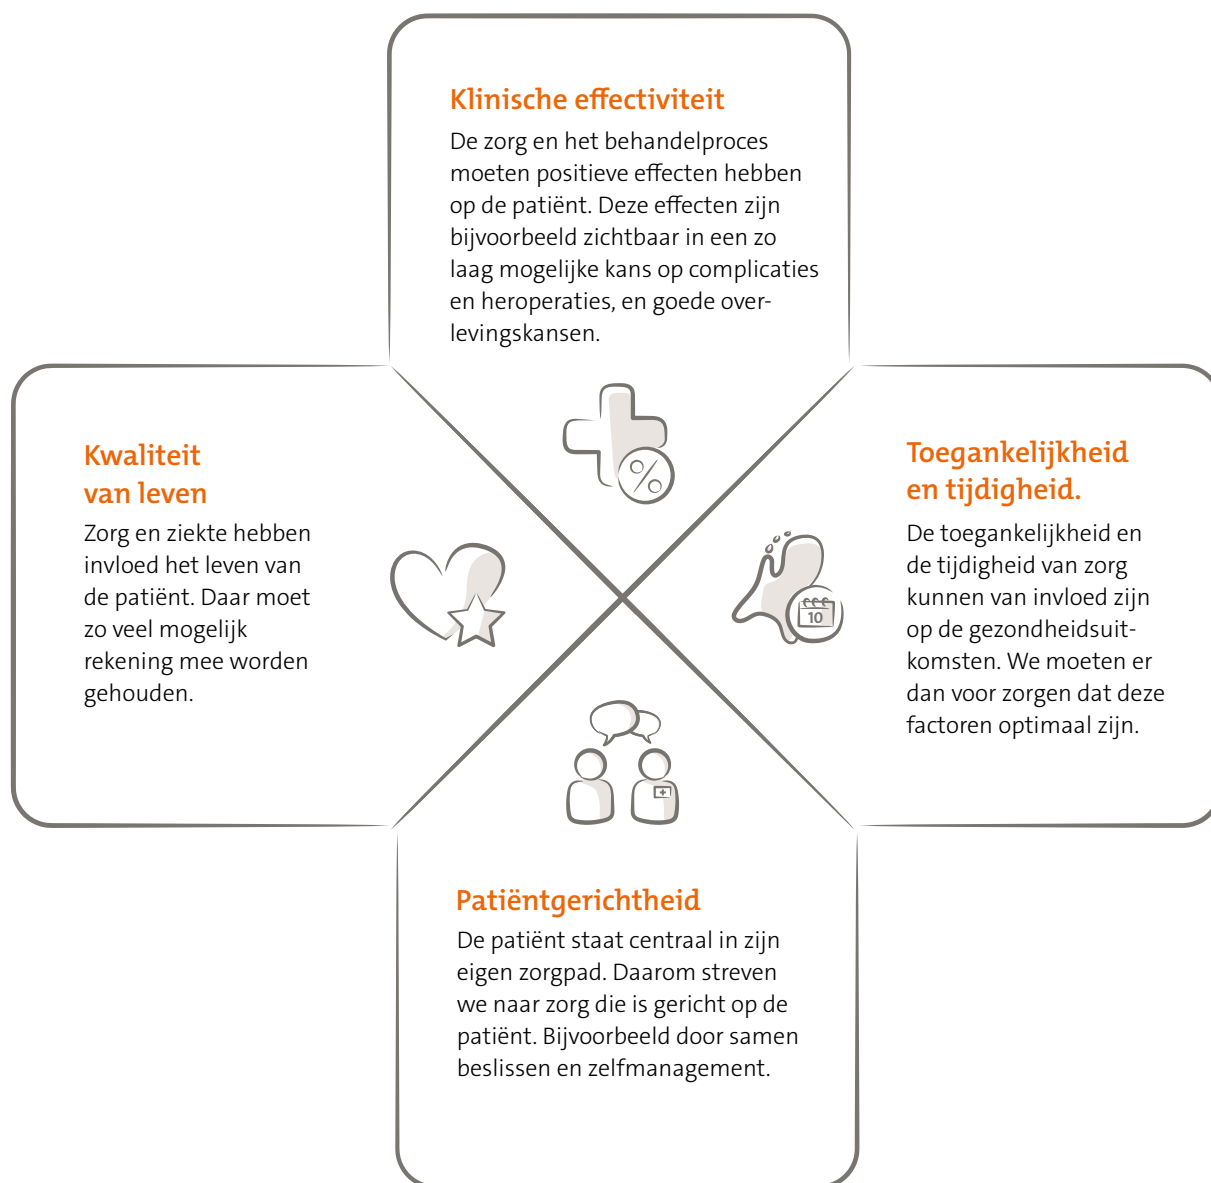 Klinische effectiviteit
De zorg en het behandelproces
moeten positieve effecten hebben
op de patiënt. Deze effecten zijn
bijvoorbeeld zichtbaar in een zo
laag mogelijke kans op complicaties
en heroperaties, en goede over-
levingskansen.
%
Kwaliteit
van leven
Zorg en ziekte hebben
invloed het leven van
de patiënt. Daar moet
zo veel mogelijk
rekening mee worden
gehouden.
Toegankelijkheid
en tijdigheid.
De toegankelijkheid en
de tijdigheid van zorg
kunnen van invloed zijn
op de gezondheidsuit-
komsten. We moeten er
dan voor zorgen dat deze
factoren optimaal zijn.
10
Patiëntgerichtheid
De patiënt staat centraal in zijn
eigen zorgpad. Daarom streven
we naar zorg die is gericht op de
patiënt. Bijvoorbeeld door samen
beslissen en zelfmanagement.